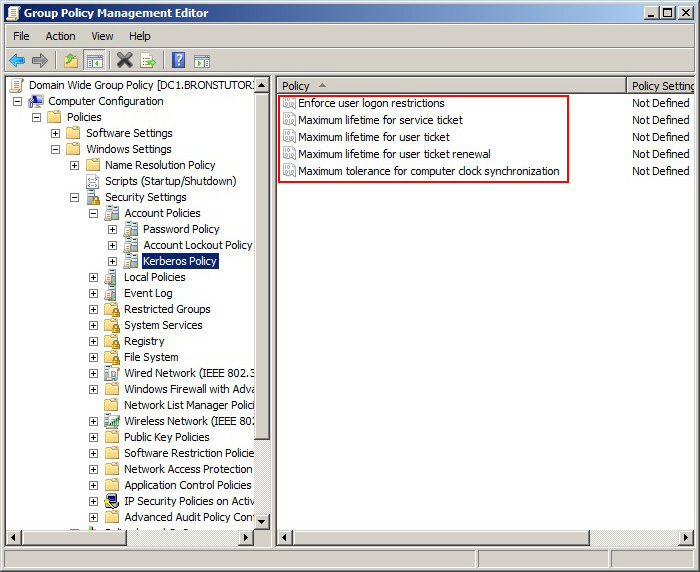 Group Policy Management Editor
File Action View Help
Domain Wide Group Policy [DC1.BRONSTUTOR
Computer Configuration
Policies
Software Settings
Windows Settings
Name Resolution Policy
Scripts (Startup/Shutdown)
Security Settings
Account Policies
Password Policy
Account Lockout Policy
Kerberos Policy
Local Policies
Event Log
Restricted Groups
System Services
Registry
File System
Wired Network (IEEE 802.3
Windows Firewall with Adva
Network List Manager Polici
Wireless Network (IEEE 802
Public Key Policies
Software Restriction Policie
Network Access Protection
Application Control Policies
IP Security Policies on Activ
Advanced Audit Policy Conf
Policy Policy Setting
Enforce user logon restrictions Not Defined
Maximum lifetime for service ticket Not Defined
Maximum lifetime for user ticket Not Defined
Maximum lifetime for user ticket renewal Not Defined
Maximum tolerance for computer clock synchronization Not Defined